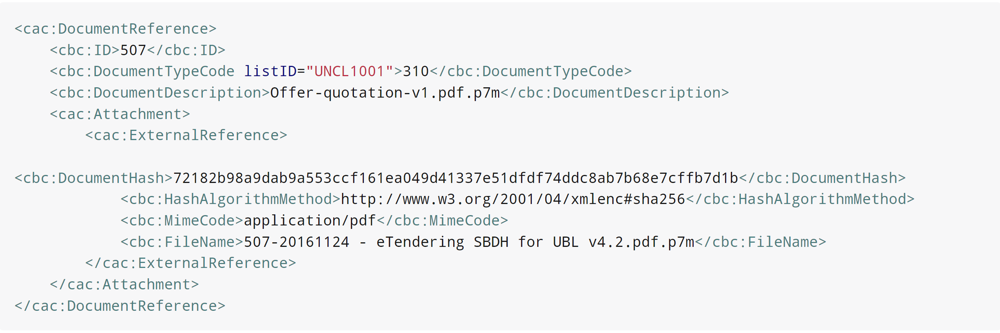 <cac:DocumentReference>
    <cbc:ID>507</cbc:ID>
    <cbc:DocumentTypeCode listID="UNCL1001">310</cbc:DocumentTypeCode>
    <cbc:DocumentDescription>Offer-quotation-v1.pdf.p7m</cbc:DocumentDescription>
    <cac:Attachment>
        <cac:ExternalReference>
<cbc:DocumentHash>72182b98a9dab9a553ccf161ea049d41337e51dfdf74ddc8ab7b68e7cffb7d1b</cbc:DocumentHash>
            <cbc:HashAlgorithmMethod>http://www.w3.org/2001/04/xmlenc#sha256</cbc:HashAlgorithmMethod>
            <cbc:MimeCode>application/pdf</cbc:MimeCode>
            <cbc:FileName>507-20161124 - eTendering SBDH for UBL v4.2.pdf.p7m</cbc:FileName>
        </cac:ExternalReference>
    </cac:Attachment>
</cac:DocumentReference>